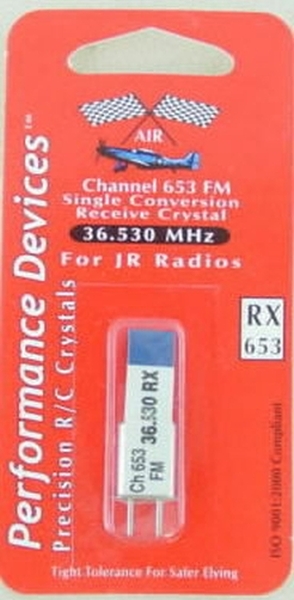 Performance Devices™
Precision R/C Crystals
AIR
Channel 653 FM
Single Conversion
Receive Crystal
36.530 MHz
For JR Radios
RX
653
Ch 653 36.530 RX
FM
ISO 9001:2000 Compliant
Tight Tolerance For Safer Flying